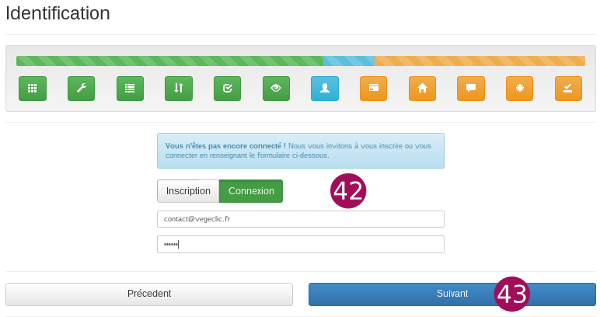 Identification
Vous n'êtes pas encore connecté ! Nous vous invitons à vous inscrire ou vous
connecter en renseignant le formulaire ci-dessous.
Inscription Connexion 42
contact@vegeclic.fr
••••••
Précedent Suivant 43